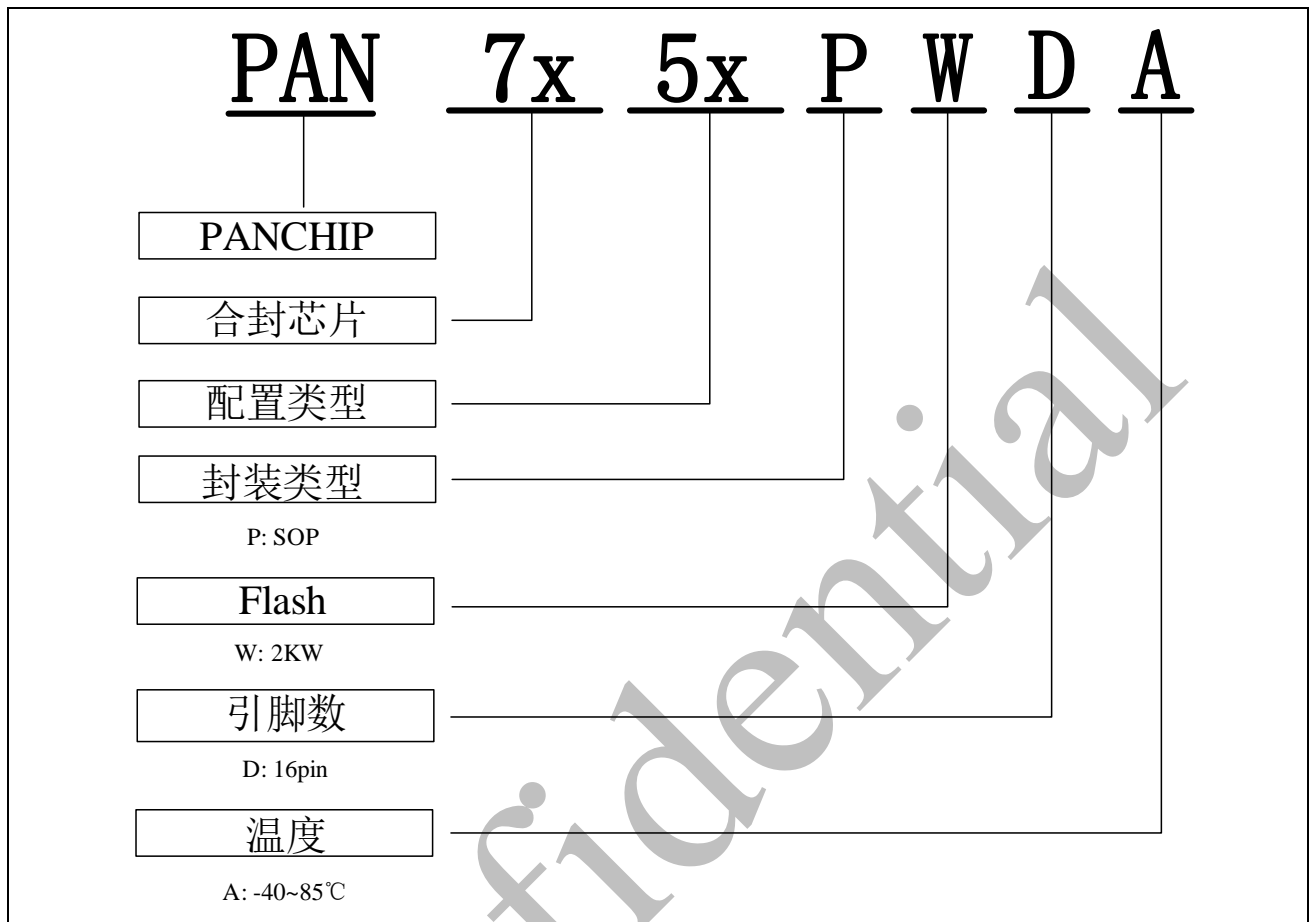 PAN 7x 5x P W D A
PANCHIP
合封芯片
配置类型
封装类型
P: SOP
Flash
W: 2KW
引脚数
D: 16pin
温度
A: -40~85℃
fidential